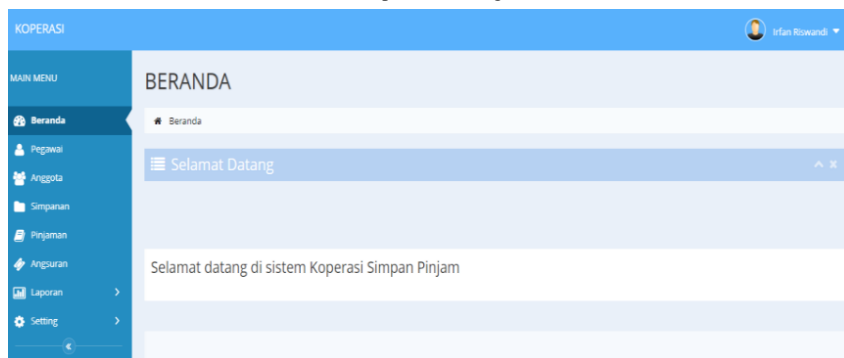 KOPERASI
Irfan Riswandi
MAIN MENU
BERANDA
Beranda
Beranda
Pegawai
Selamat Datang
Anggota
Simpanan
Pinjaman
Angsuran
Selamat datang di sistem Koperasi Simpan Pinjam
Laporan
Setting